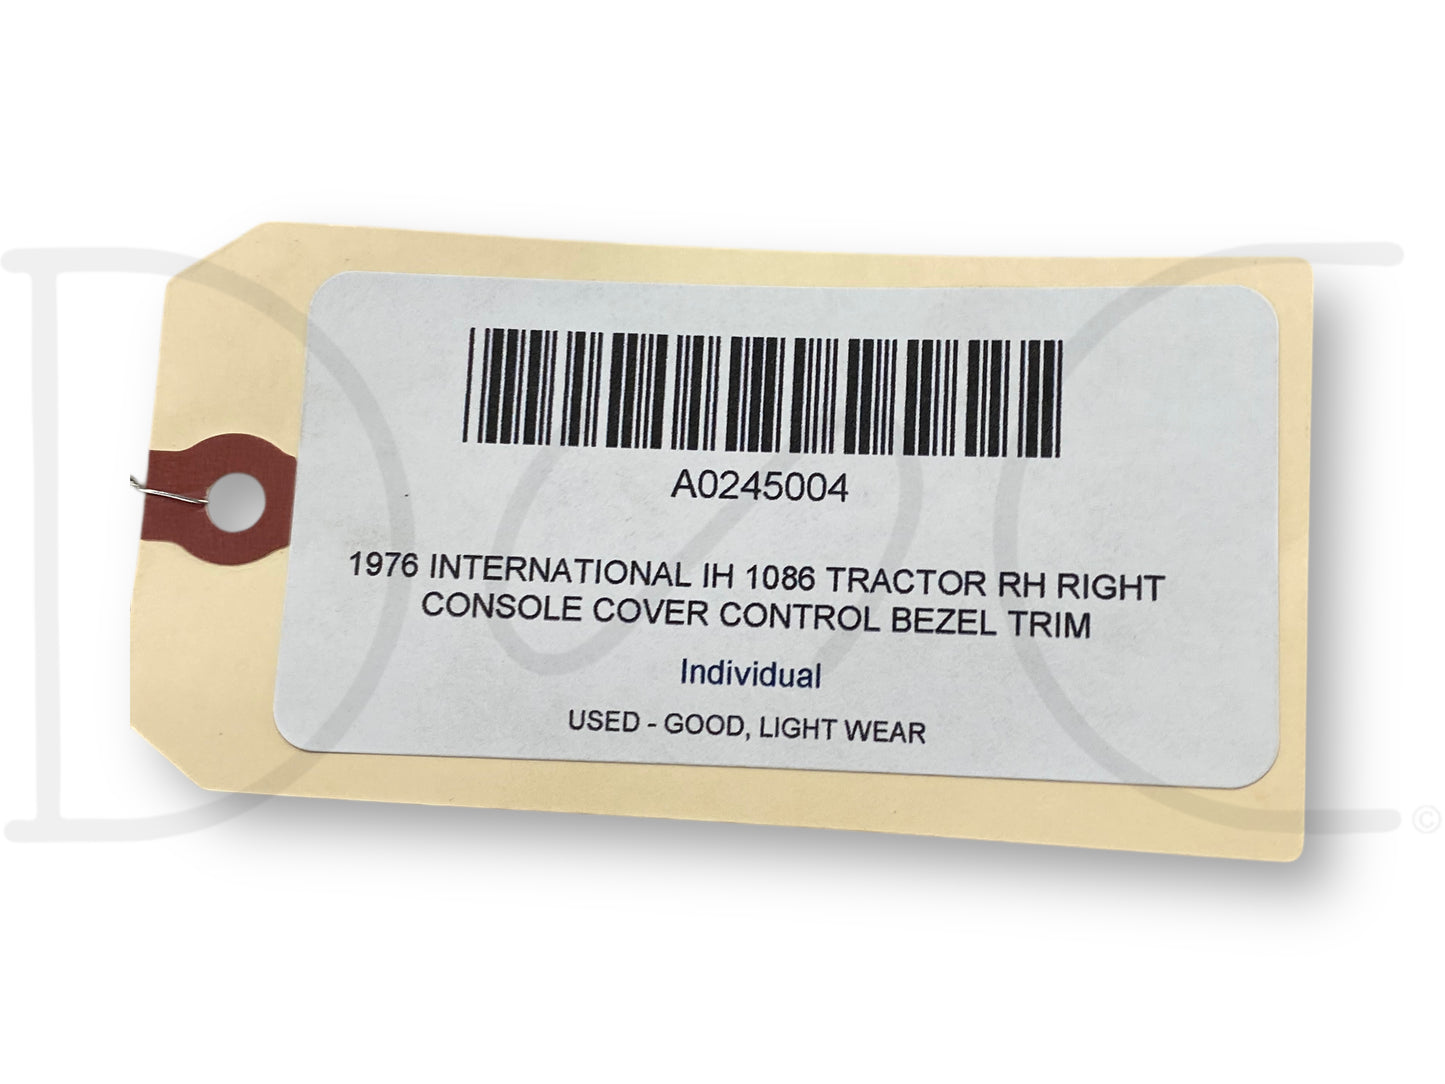 A0245004
1976 INTERNATIONAL IH 1086 TRACTOR RH RIGHT
CONSOLE COVER CONTROL BEZEL TRIM
Individual
USED - GOOD, LIGHT WEAR
D C ©